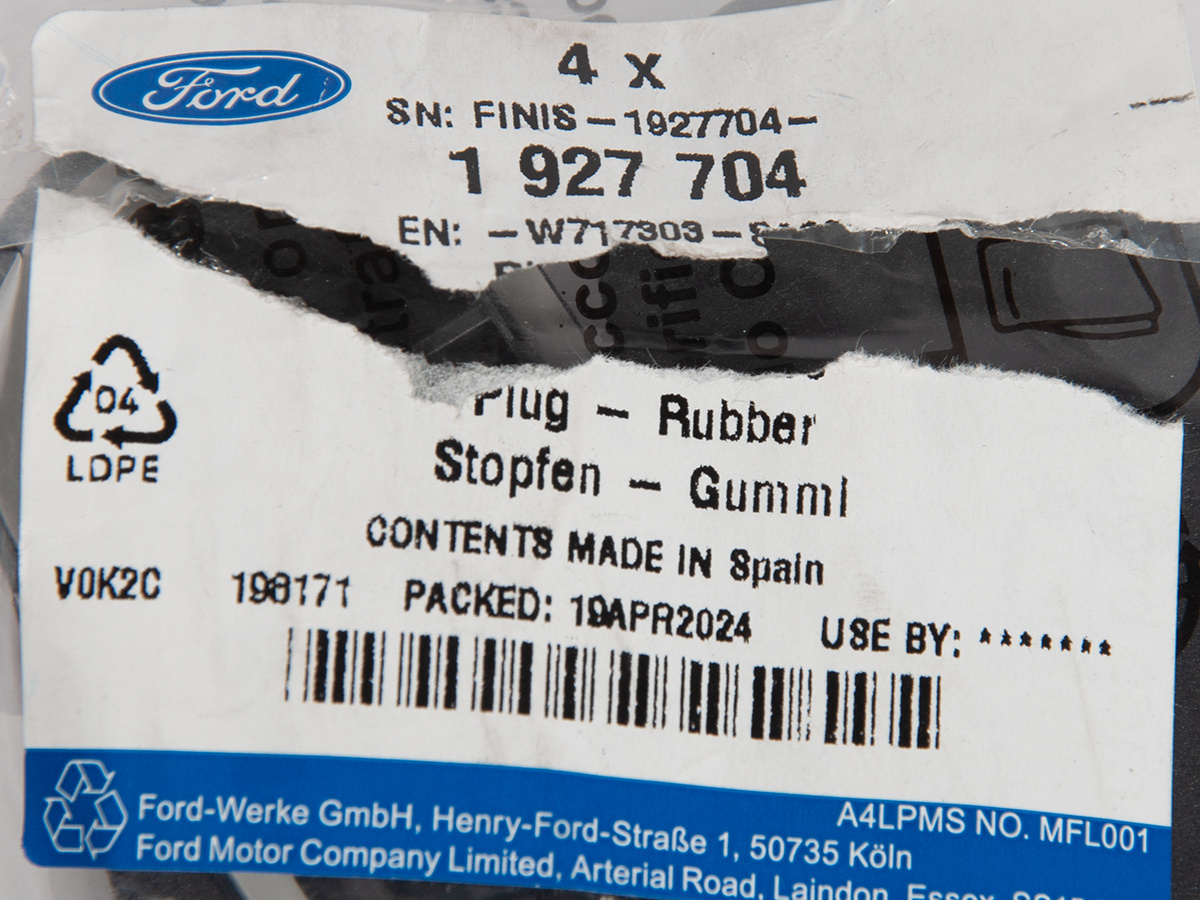 Ford
4 x
SN: FINIS-1927704-
1 927 704
EN: -W717303-
Plug - Rubber
Stopfen - Gummi
04
LDPE
CONTENTS MADE IN Spain
V0K2C 198171 PACKED: 19APR2024 USE BY: *******
A4LPMS NO. MFL001
Ford-Werke GmbH, Henry-Ford-Straße 1, 50735 Köln
Ford Motor Company Limited, Arterial Road, Laindon, Essex,